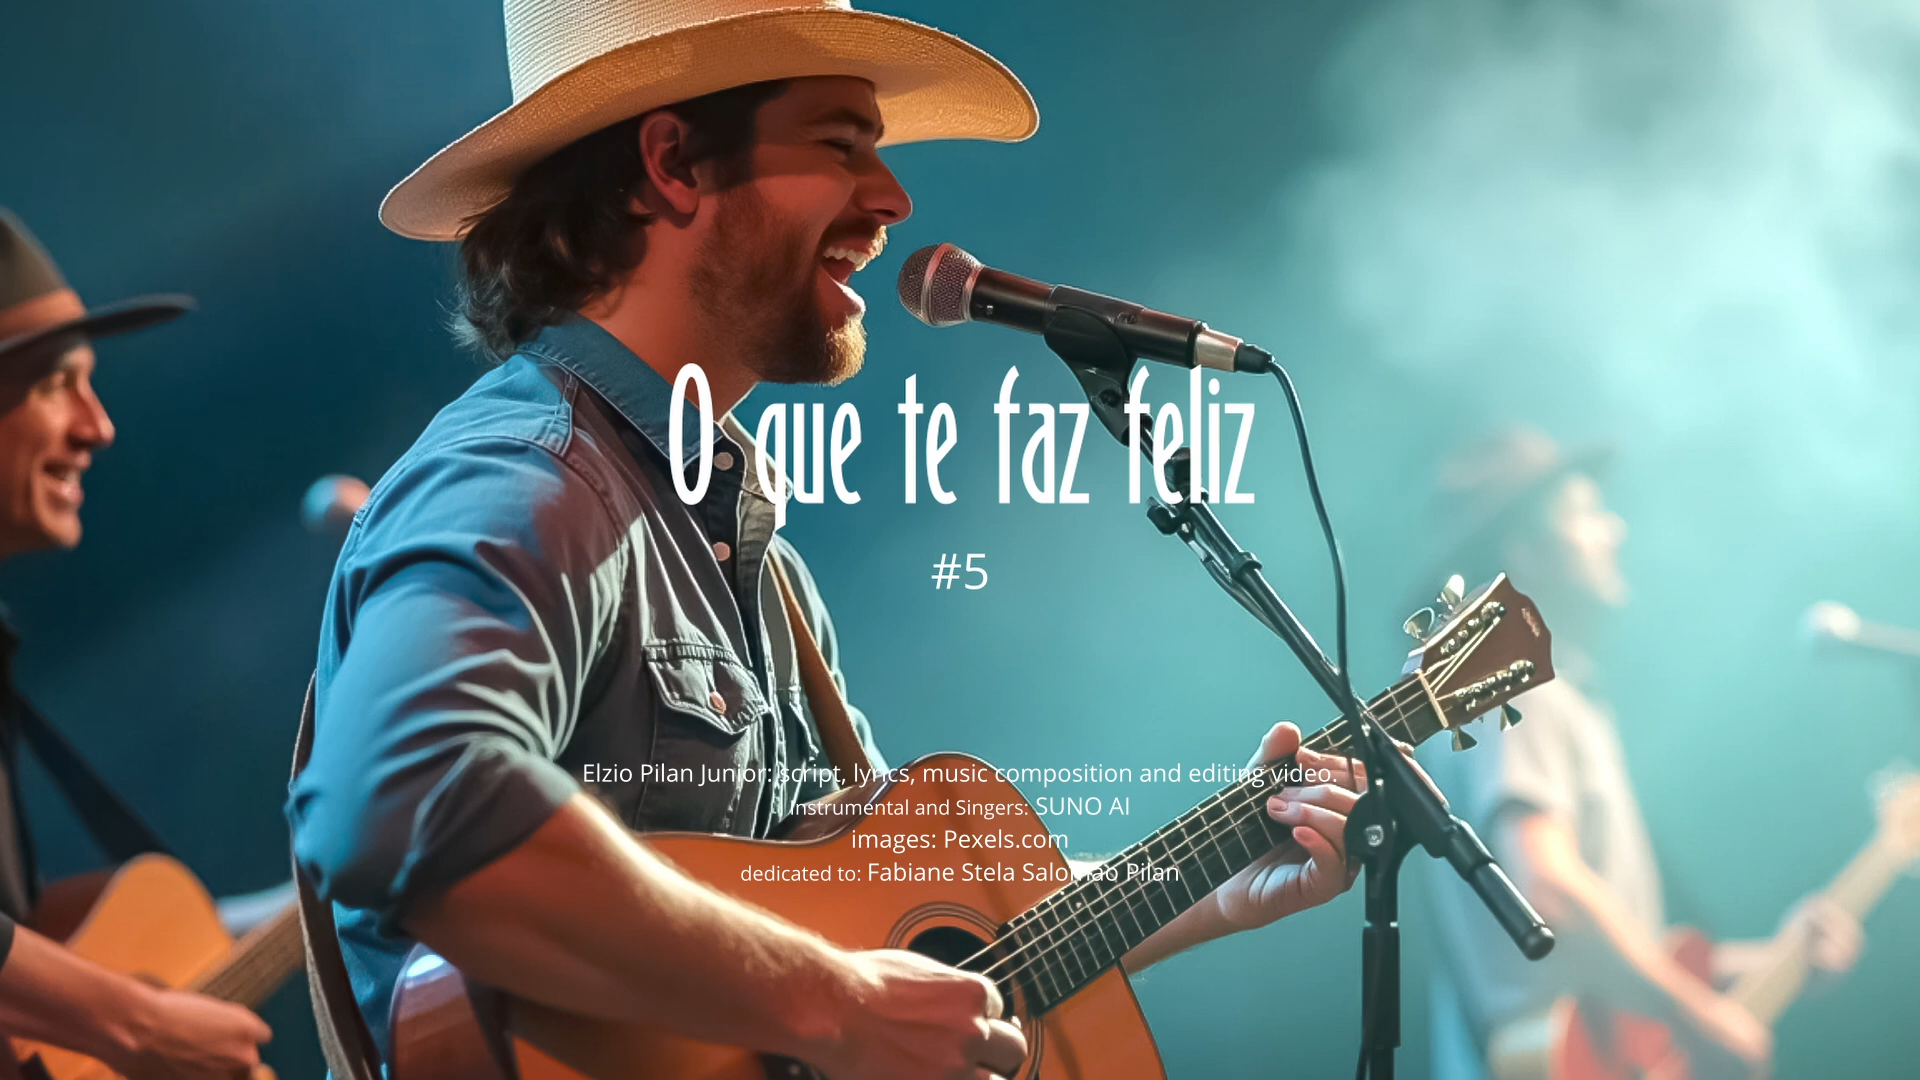 O que te faz feliz
#5
Elzio Pilan Junior: script, lyrics, music composition and editing video.
Instrumental and Singers: SUNO AI
images: Pexels.com
dedicated to: Fabiane Stela Salomao Pilan